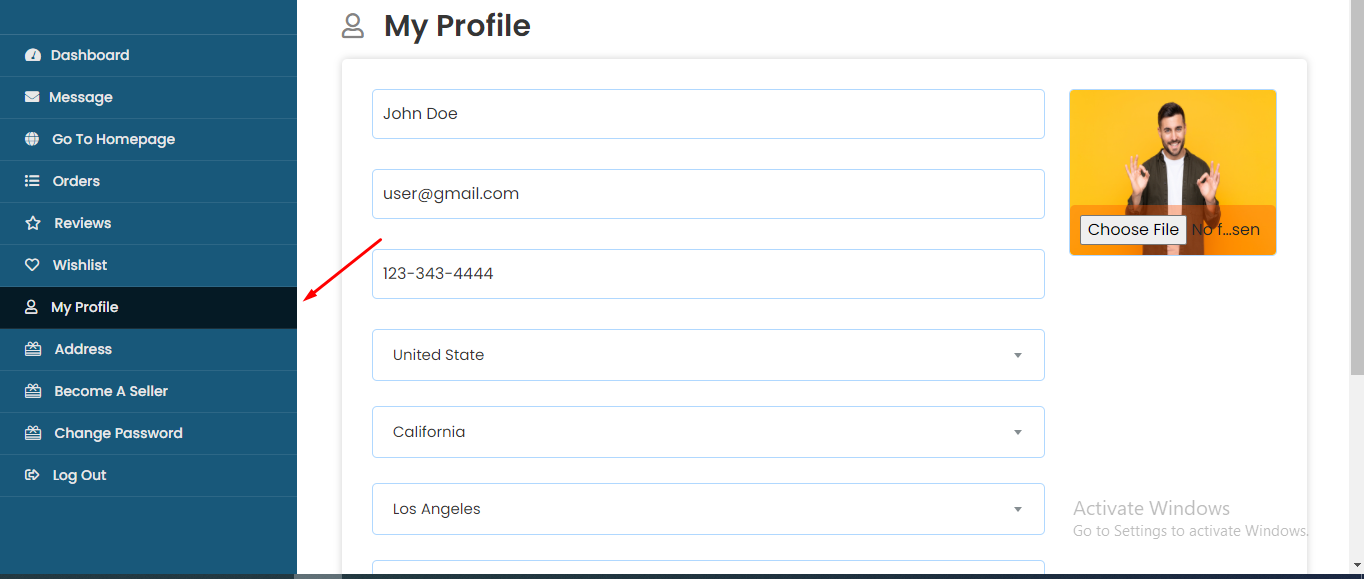 My Profile
Dashboard
Message
Go To Homepage
Orders
Reviews
Wishlist
My Profile
Address
Become A Seller
Change Password
Log Out
John Doe
user@gmail.com
123-343-4444
United State
California
Los Angeles
Choose File No f...sen
Activate Windows
Go to Settings to activate Windows.